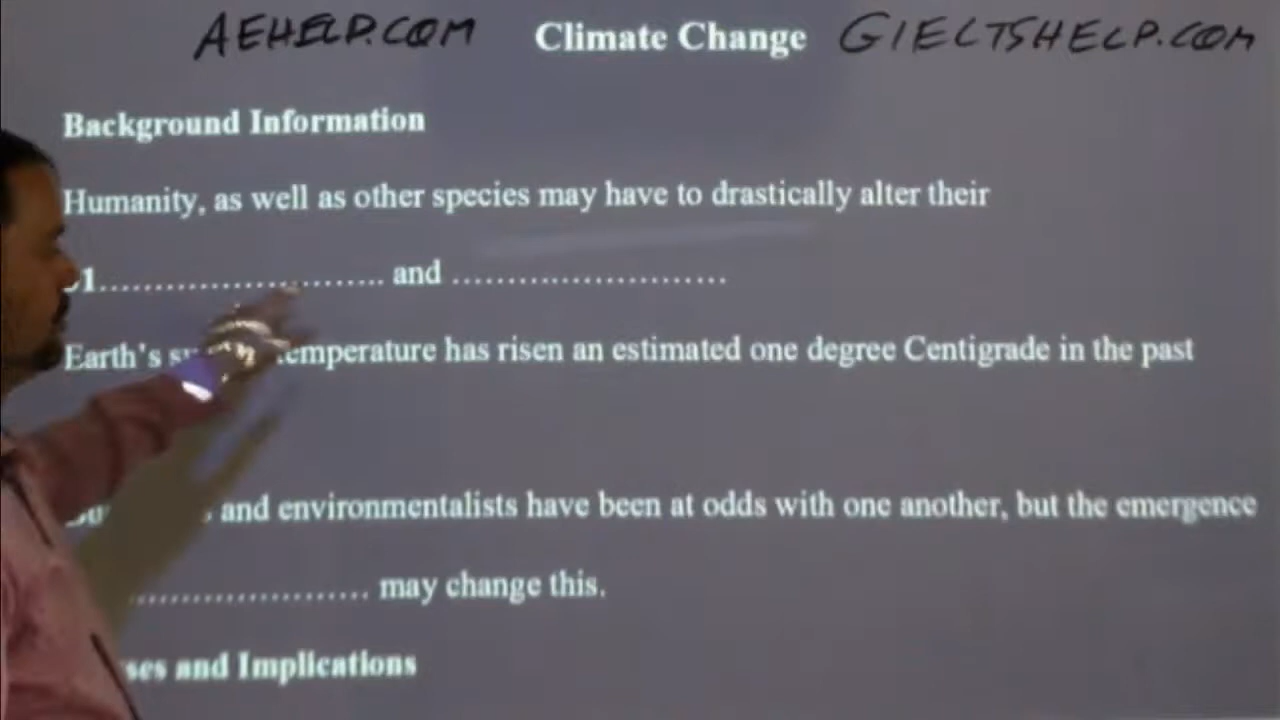 AEHELP.COM Climate Change GIELTSHELP.COM
Background Information
Humanity, as well as other species may have to drastically alter their
1........................... and ..........................
Earth's temperature has risen an estimated one degree Centigrade in the past
and environmentalists have been at odds with one another, but the emergence
...................... may change this.
and Implications